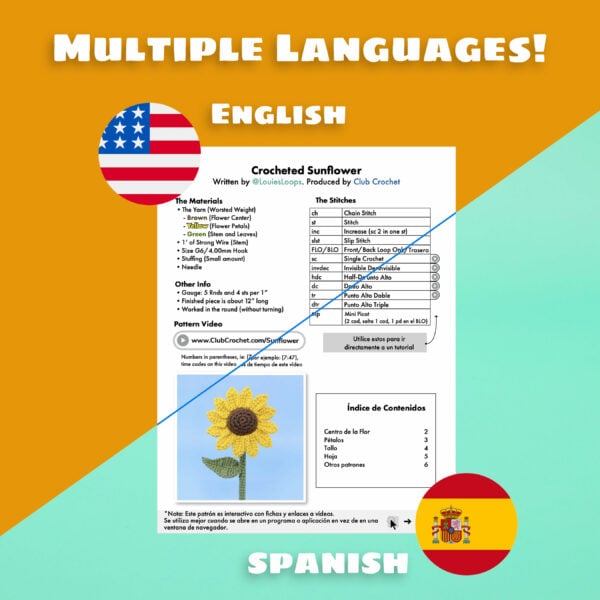 MULTIPLE LANGUAGES!
ENGLISH
Crocheted Sunflower
Written by @LouiesLoops. Produced by Club Crochet
The Materials
• The Yarn (Worsted Weight)
- Brown (Flower Center)
- Yellow (Flower Petals)
- Green (Stem and Leaves)
• 1' of Strong Wire (Stem)
• Size G6/4.00mm Hook
• Stuffing (Small amount)
• Needle
Other Info
• Gauge: 5 Rnds and 4 sts per 1"
• Finished piece is about 12" long
• Worked in the round (without turning)
Pattern Video
www.ClubCrochet.com/Sunflower
Numbers in parentheses, ie: por ejemplo: (7:47),
time codes on this video de tiempo de este video
The Stitches
ch Chain Stitch
st Stitch
inc Increase (sc 2 in one st)
slst Slip Stitch
FLO/BLO Front/Back Loop Trasera
sc Single Crochet
invdec Invisible
hdc Punto Alto
dc Alto
tr Punto Alto Doble
dtr Punto Alto Triple
Mini Picot
(2 cad, salte 1 cad, 1 pd en el BLO)
Utilice estos para ir
directamente a un tutorial
Índice de Contenidos
Centro de la Flor 2
Pétalos 3
Tallo 4
Hoja 5
Otros patrones 6
*Nota: Este patrón es interactivo con fichas y enlaces a vídeos.
Se utiliza mejor cuando se abre en un programa o aplicación en vez de en una
ventana de navegador.
SPANISH